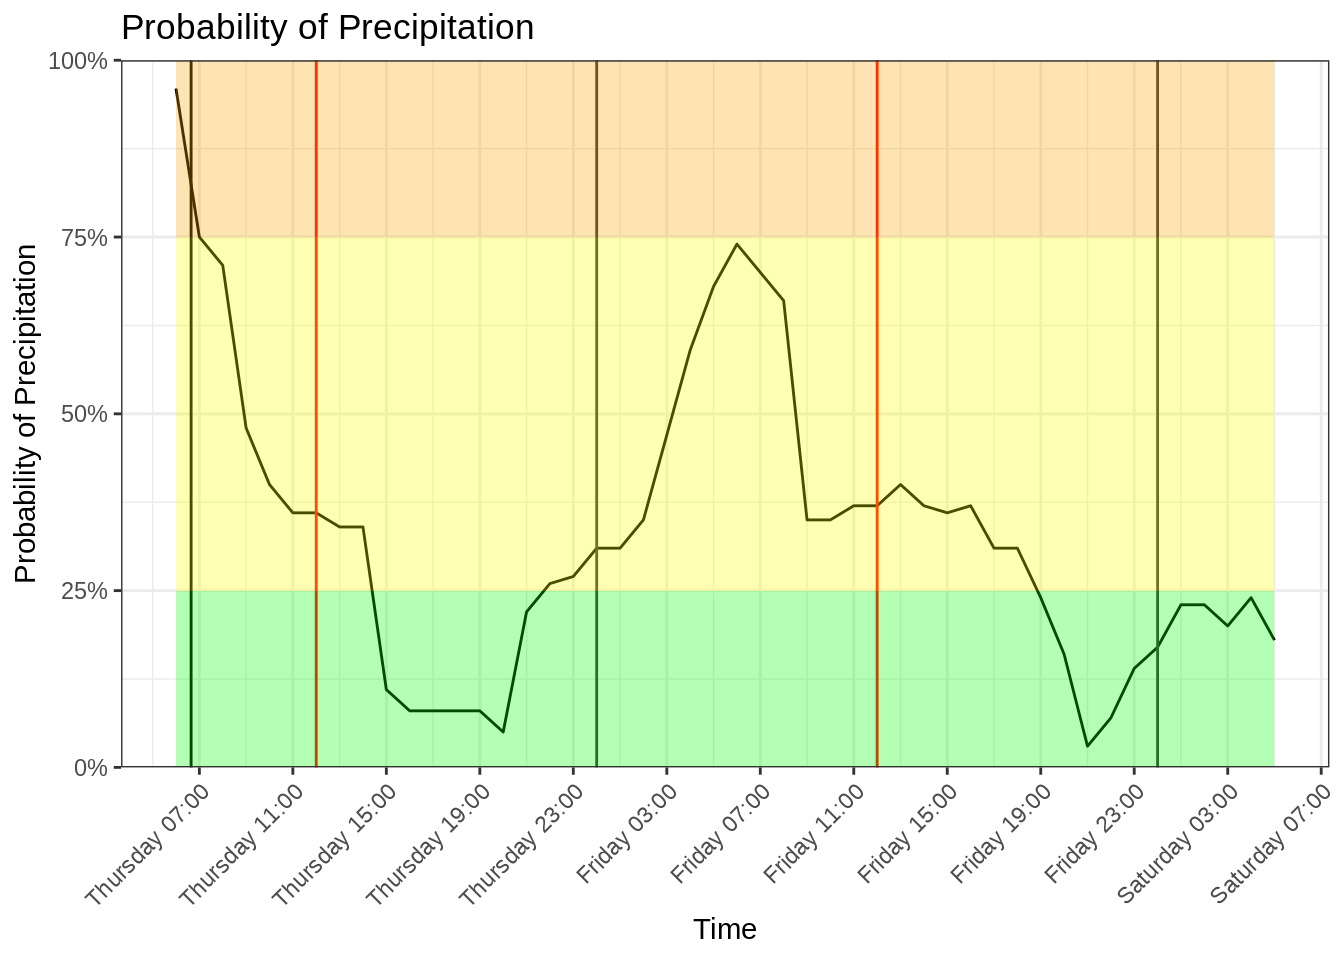 Probability of Precipitation
Probability of Precipitation
100%
75%
50%
25%
0%
Thursday 07:00
Thursday 11:00
Thursday 15:00
Thursday 19:00
Thursday 23:00
Friday 03:00
Friday 07:00
Friday 11:00
Friday 15:00
Friday 19:00
Friday 23:00
Saturday 03:00
Saturday 07:00
Time